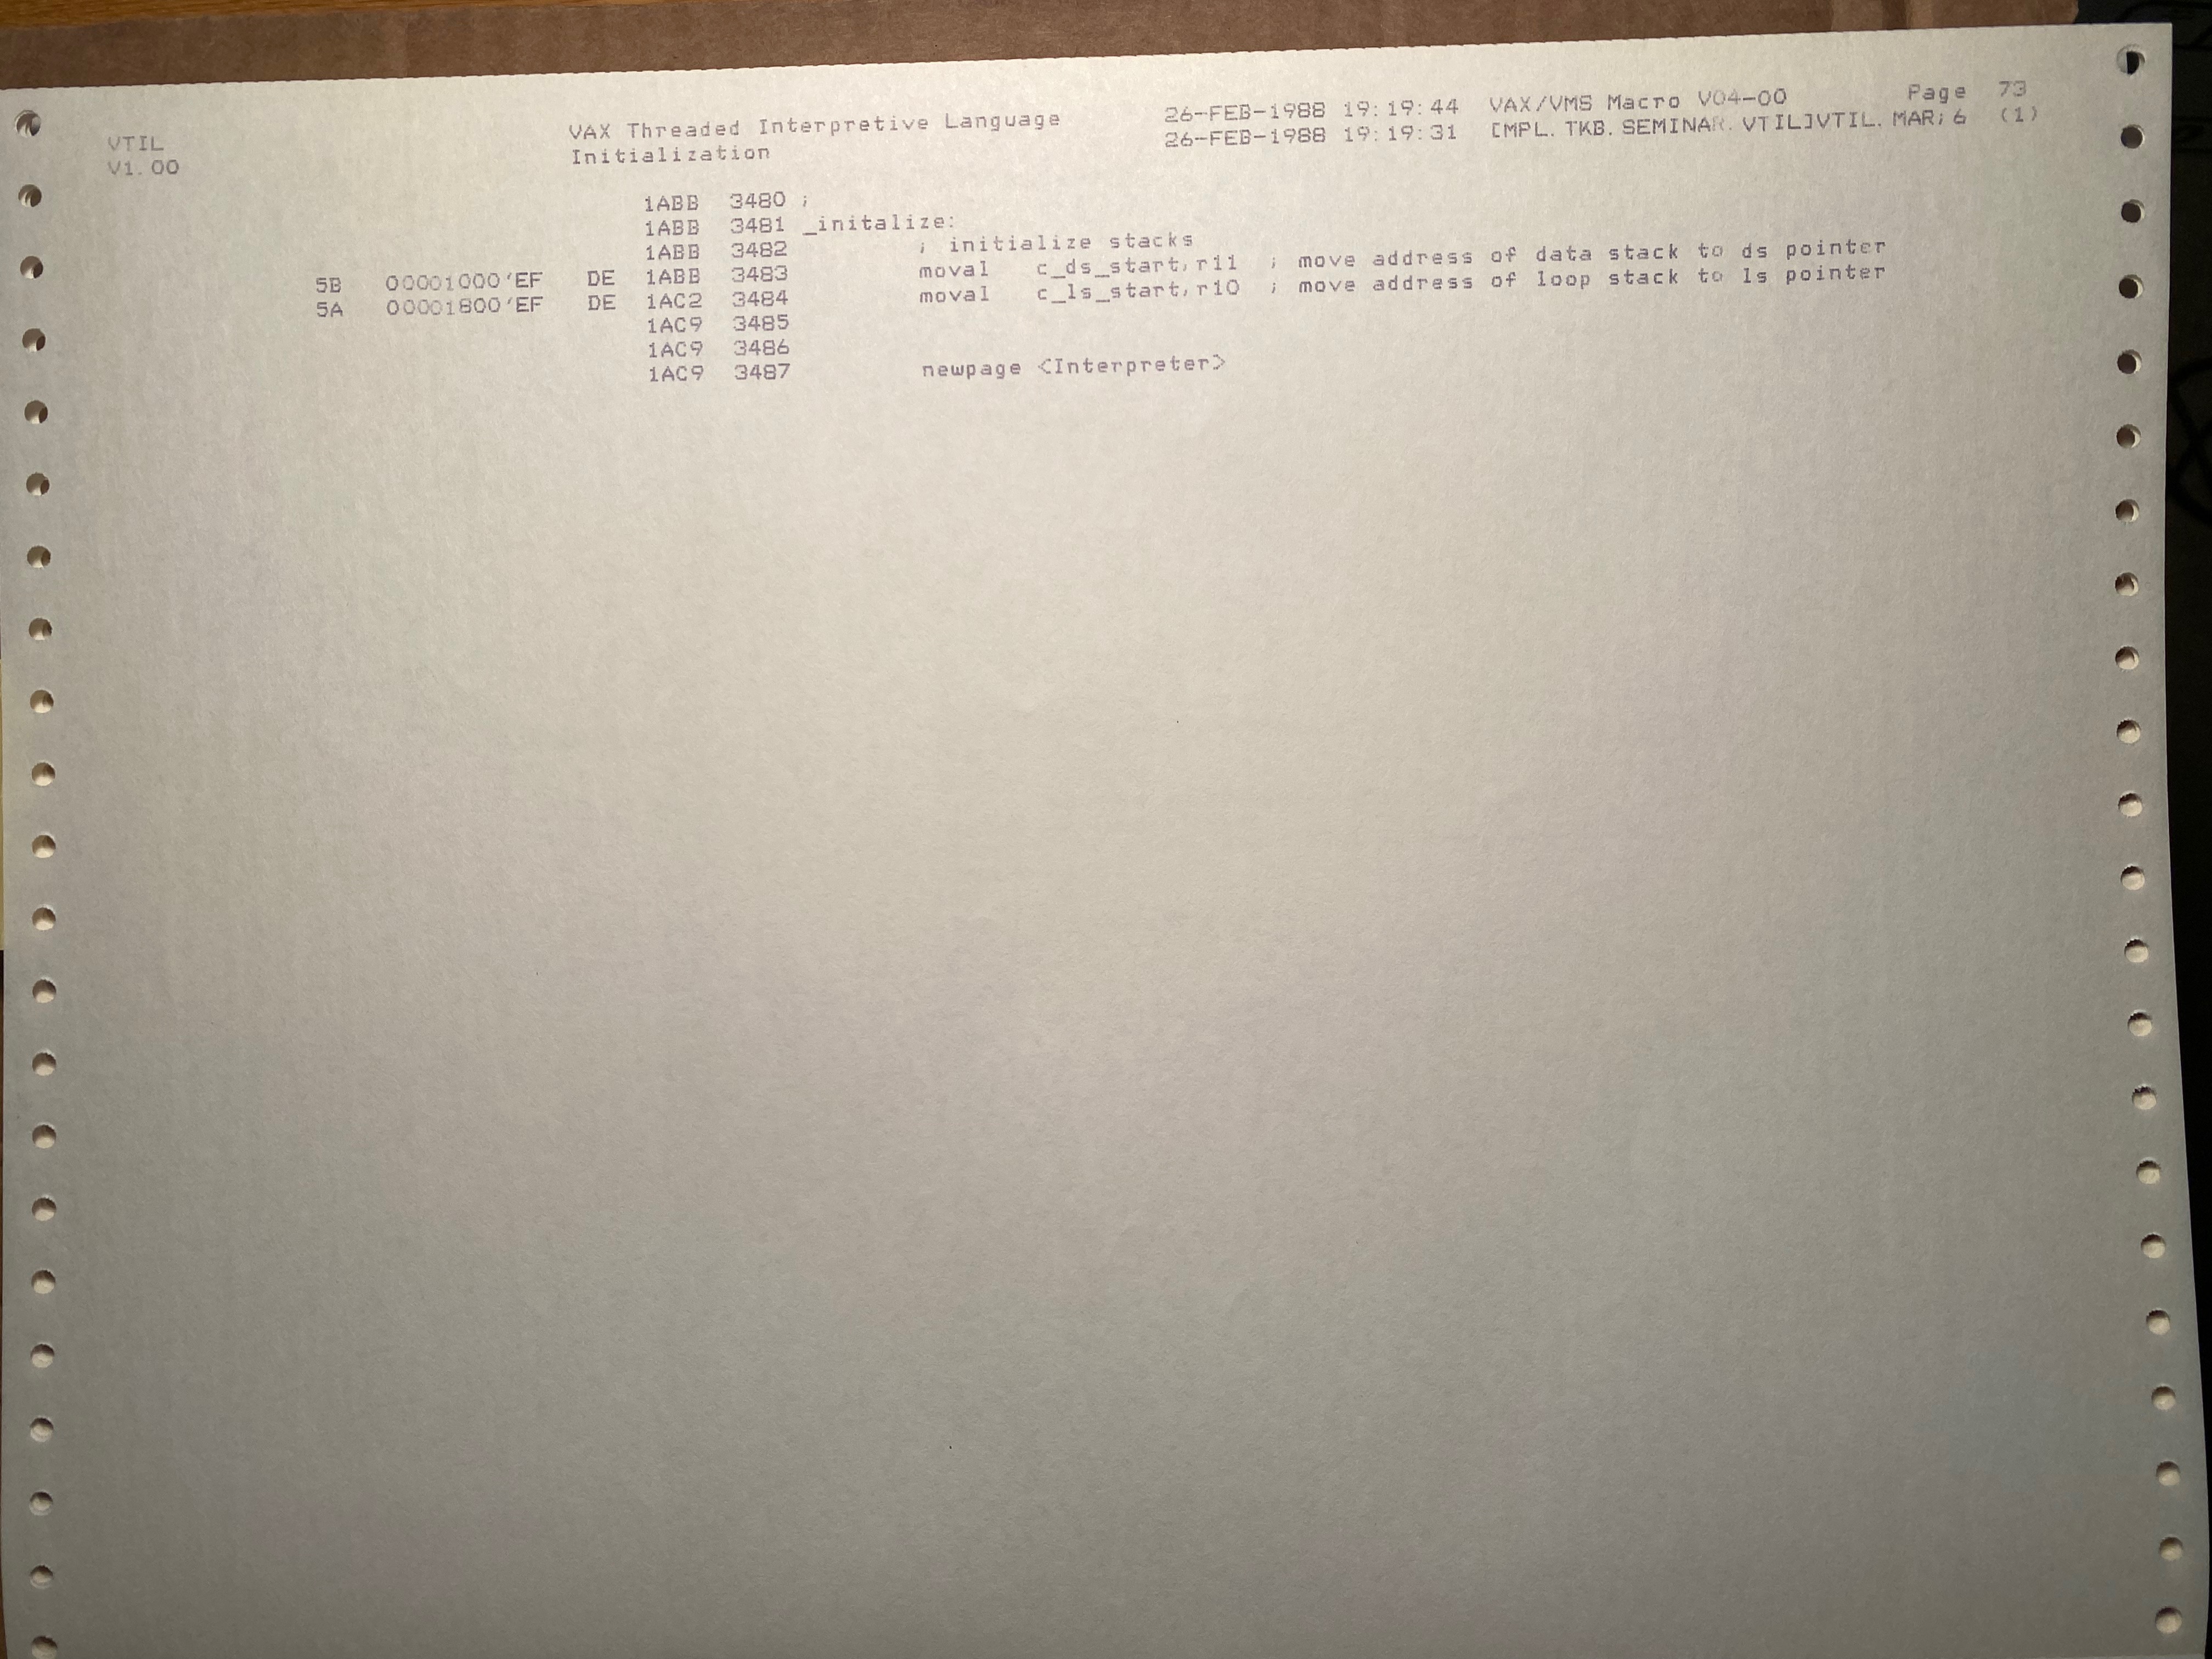 VTIL VAX Threaded Interpretive Language 26-FEB-1988 19:19:44 VAX/VMS Macro V04-00 Page 73
V1.00 Initialization 26-FEB-1988 19:19:31 [MPL.TKB.SEMINAR.VTIL]VTIL.MAR;6 (1)
1ABB 3480 ;
1ABB 3481 _initalize:
1ABB 3482 ; initialize stacks
5B 00001000'EF DE 1ABB 3483 moval c_ds_start,r11 ; move address of data stack to ds pointer
5A 00001800'EF DE 1AC2 3484 moval c_ls_start,r10 ; move address of loop stack to ls pointer
1AC9 3485
1AC9 3486
1AC9 3487 newpage <Interpreter>